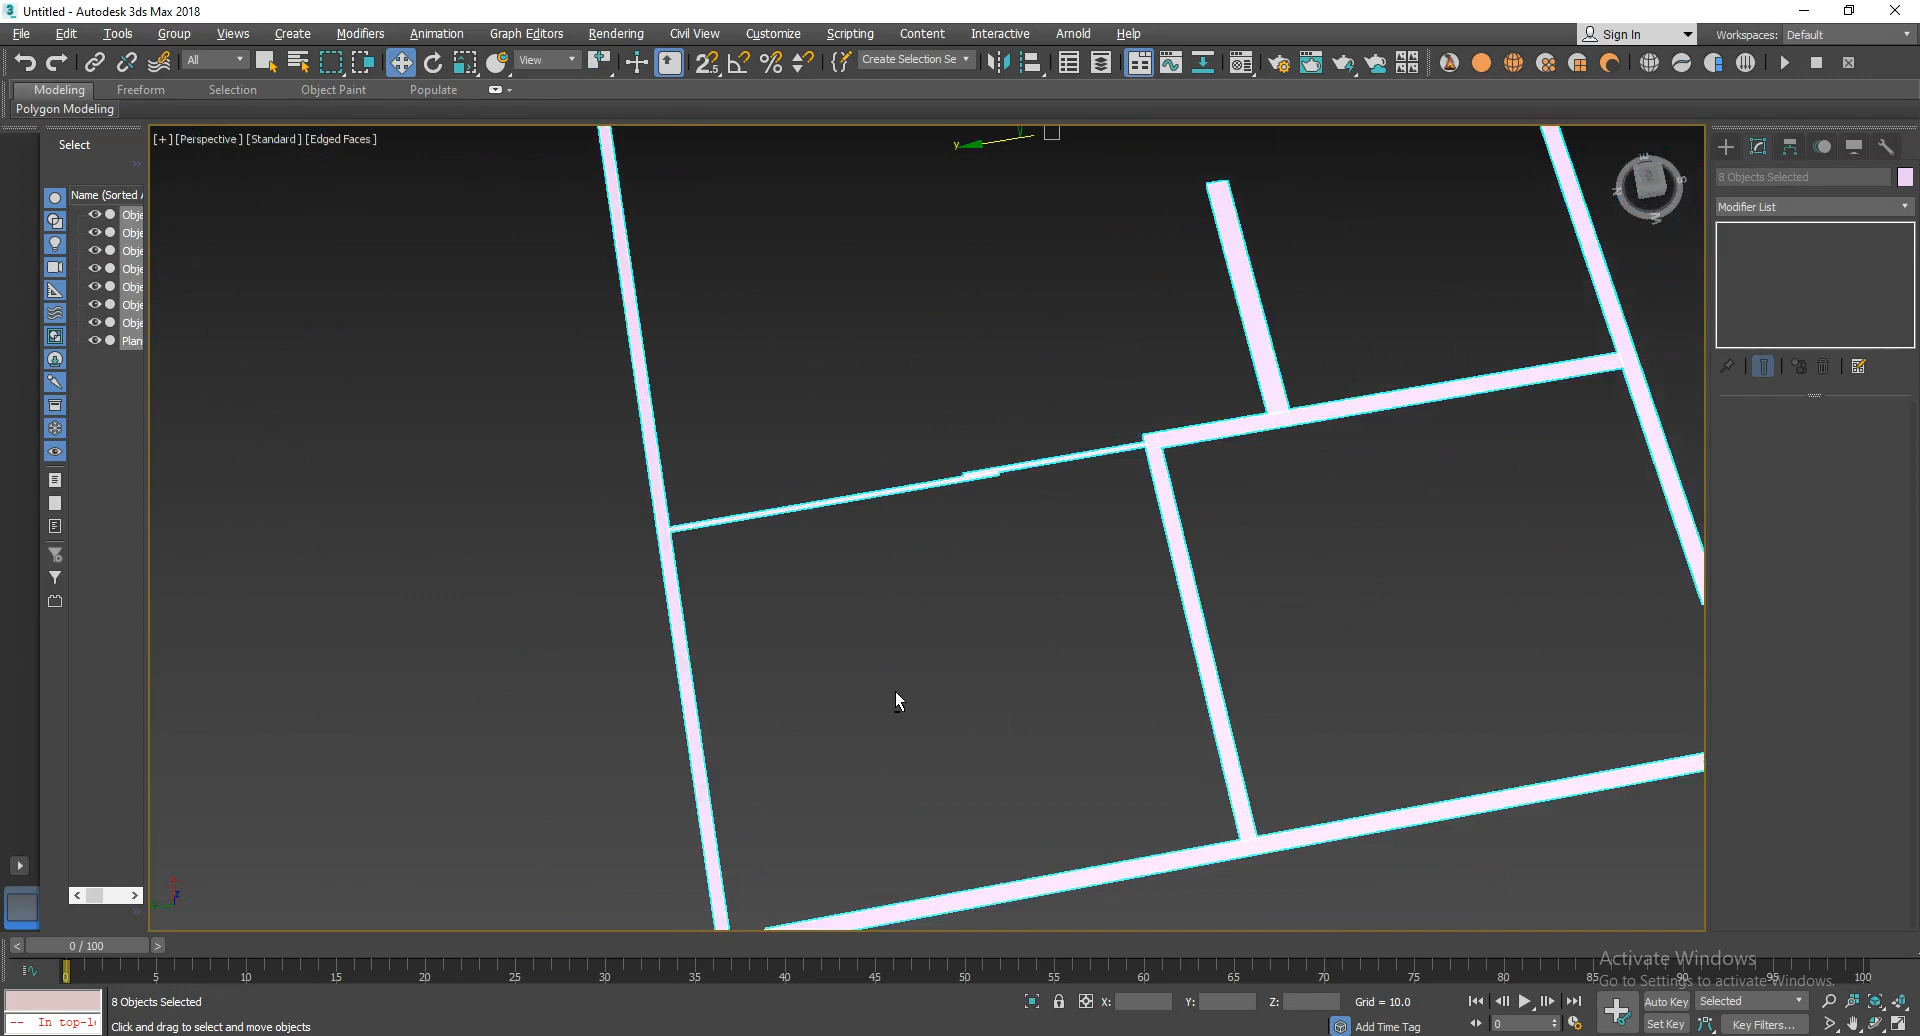 Untitled - Autodesk 3ds Max 2018
File Edit Tools Group Views Create Modifiers Animation Graph Editors Rendering Civil View Customize Scripting Content Interactive Arnold Help
Sign In Workspaces: Default
All View Create Selection Se
Modeling Freeform Selection Object Paint Populate
Polygon Modeling
Select
[+] [Perspective] [Standard] [Edged Faces]
y
8 Objects Selected
Name (Sorted A
Modifier List
Obje
Obje
Obje
Obje
Obje
Obje
Obje
Plan
0 / 100
0 5 10 15 20 25 30 35 40 45 50 55 60 65 70 75 80 85 90 95 100
Activate Windows
Go to Settings to activate Windows.
8 Objects Selected
X: Y: Z: Grid = 10.0
Auto Key Selected
-- In top-le
Click and drag to select and move objects
Add Time Tag
0
Set Key Key Filters...